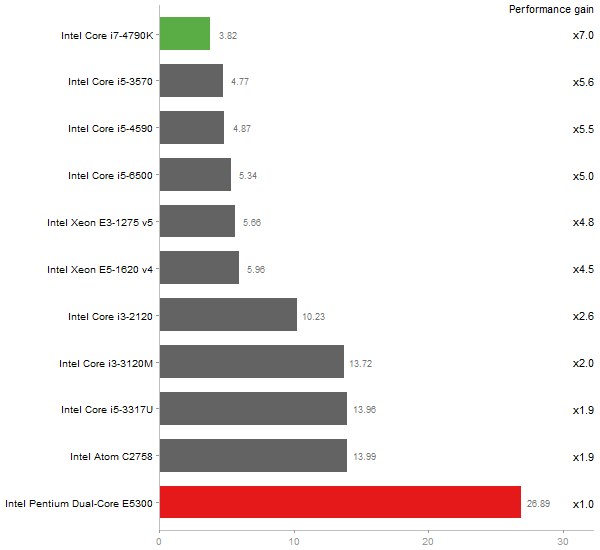 Performance gain
Intel Core i7-4790K 3.82 x7.0
Intel Core i5-3570 4.77 x5.6
Intel Core i5-4590 4.87 x5.5
Intel Core i5-6500 5.34 x5.0
Intel Xeon E3-1275 v5 5.66 x4.8
Intel Xeon E5-1620 v4 5.96 x4.5
Intel Core i3-2120 10.23 x2.6
Intel Core i3-3120M 13.72 x2.0
Intel Core i5-3317U 13.96 x1.9
Intel Atom C2758 13.99 x1.9
Intel Pentium Dual-Core E5300 26.89 x1.0
0 10 20 30